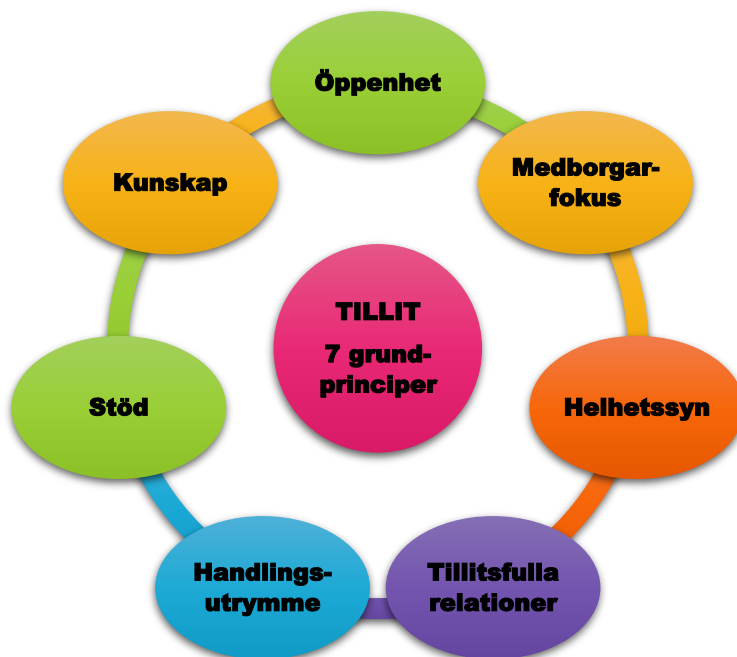 Öppenhet
Medborgar-
fokus
Helhetssyn
Tillitsfulla
relationer
Handlings-
utrymme
Stöd
Kunskap
TILLIT
7 grund-
principer